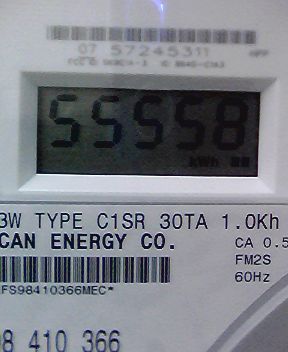 07 57245311
55558
kWh
3W TYPE C1SR 30TA 1.0Kh
CAN ENERGY CO.
CA 0.5
FM2S
60Hz
FS98410366MEC*
98 410 366